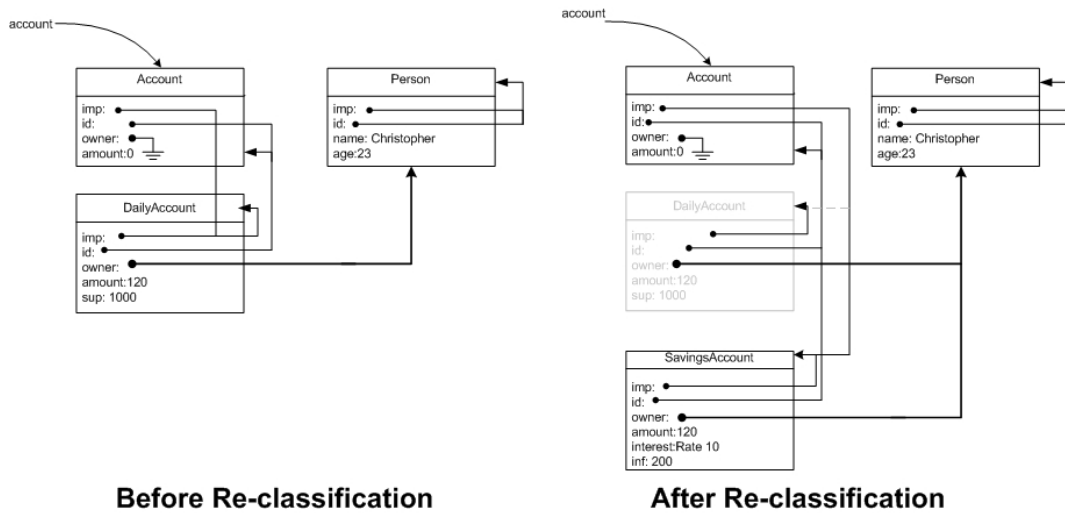 account
Account
imp:
id:
owner:
amount:0
Person
imp:
id:
name: Christopher
age:23
DailyAccount
imp:
id:
owner:
amount:120
sup: 1000
Before Re-classification
account
Account
imp:
id:
owner:
amount:0
Person
imp:
id:
name: Christopher
age:23
DailyAccount
imp:
id:
owner:
amount:120
sup: 1000
SavingsAccount
imp:
id:
owner:
amount:120
interest:Rate 10
inf: 200
After Re-classification